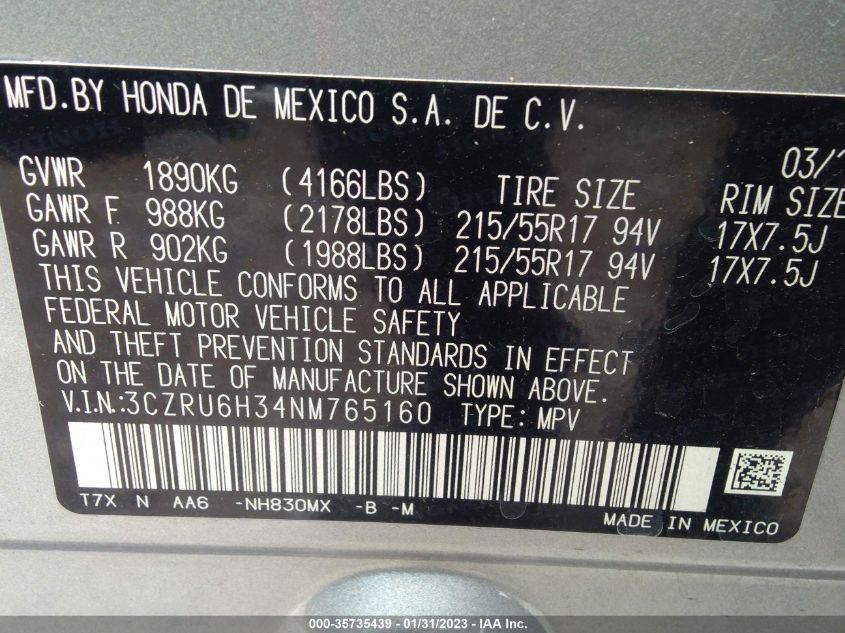 MFD.BY HONDA DE MEXICO S.A. DE C.V.
03/
GVWR 1890KG (4166LBS) TIRE SIZE RIM SIZE
GAWR F 988KG (2178LBS) 215/55R17 94V 17X7.5J
GAWR R 902KG (1988LBS) 215/55R17 94V 17X7.5J
THIS VEHICLE CONFORMS TO ALL APPLICABLE
FEDERAL MOTOR VEHICLE SAFETY
AND THEFT PREVENTION STANDARDS IN EFFECT
ON THE DATE OF MANUFACTURE SHOWN ABOVE.
V.I.N.:3CZRU6H34NM765160 TYPE: MPV
T7X N AA6 -NH830MX -B -M
MADE IN MEXICO
000-35735439 - 01/31/2023 - IAA Inc.